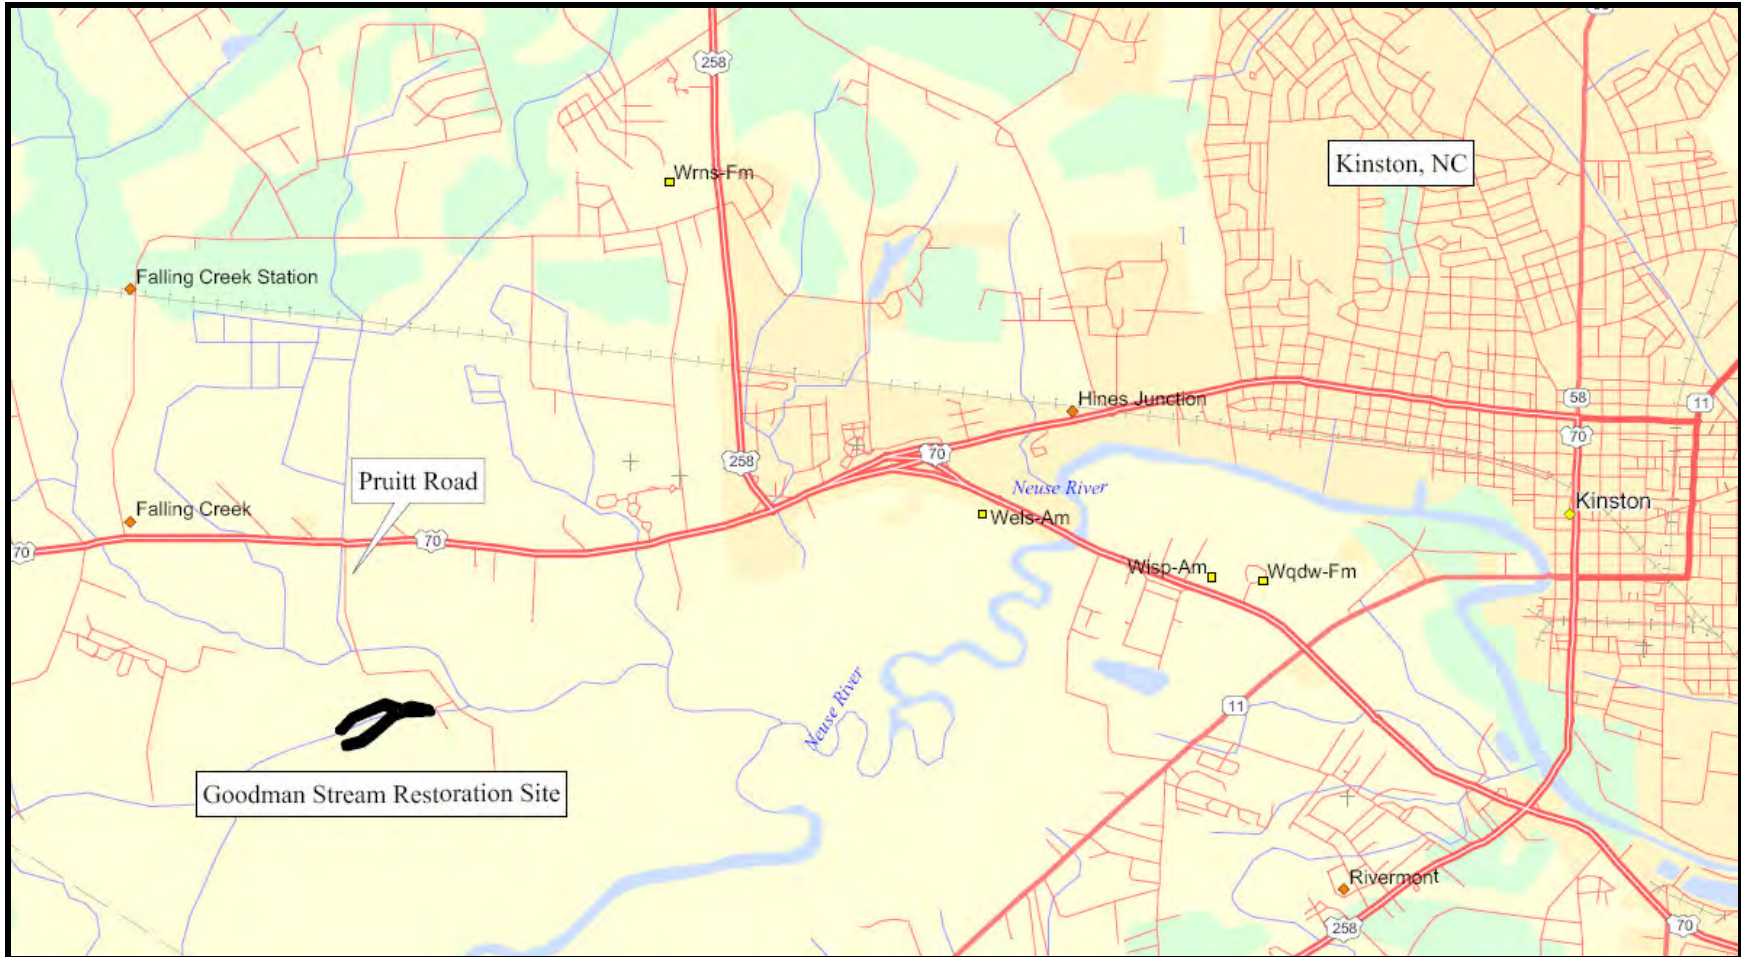 58
258
Wrns-Fm
Kinston, NC
1
Falling Creek Station
Hines Junction
58
11
70
258
70
Pruitt Road
Neuse River
Kinston
Falling Creek
Wels-Am
70
70
Wisp-Am
Wqdw-Fm
Neuse River
11
Goodman Stream Restoration Site
Rivermont
258
70